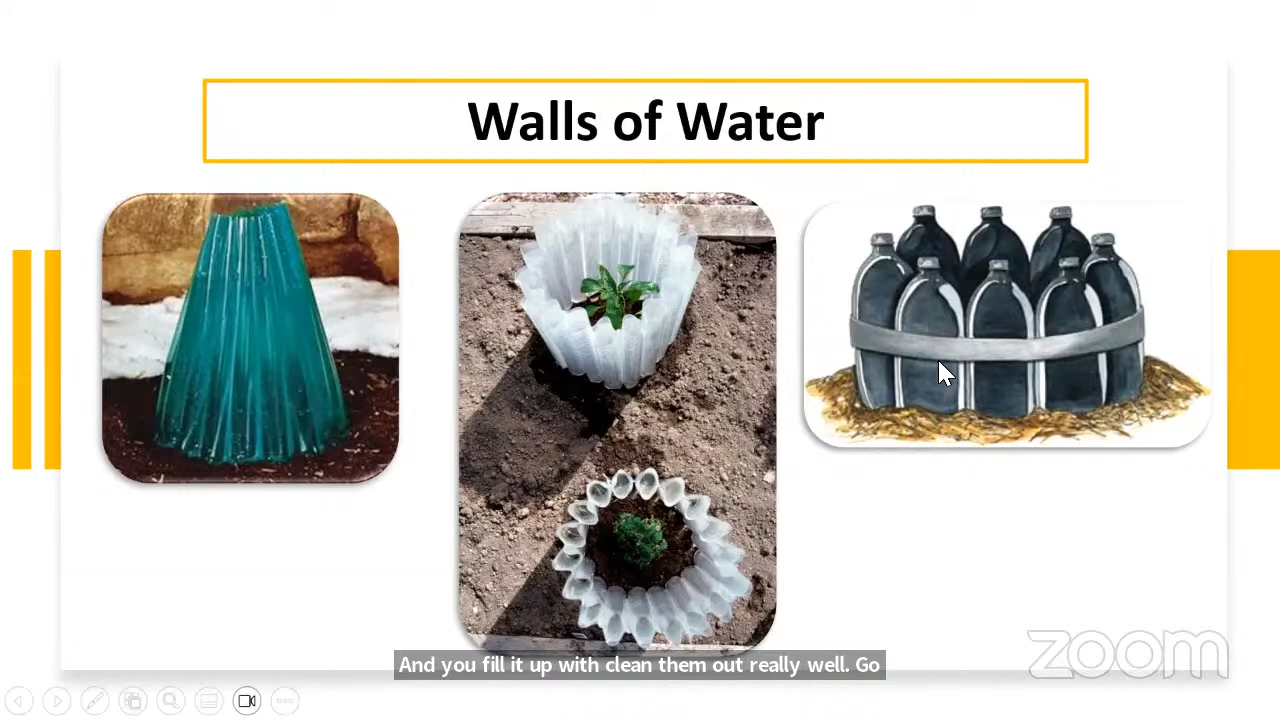 Walls of Water
And you fill it up with clean them out really well. Go
zoom